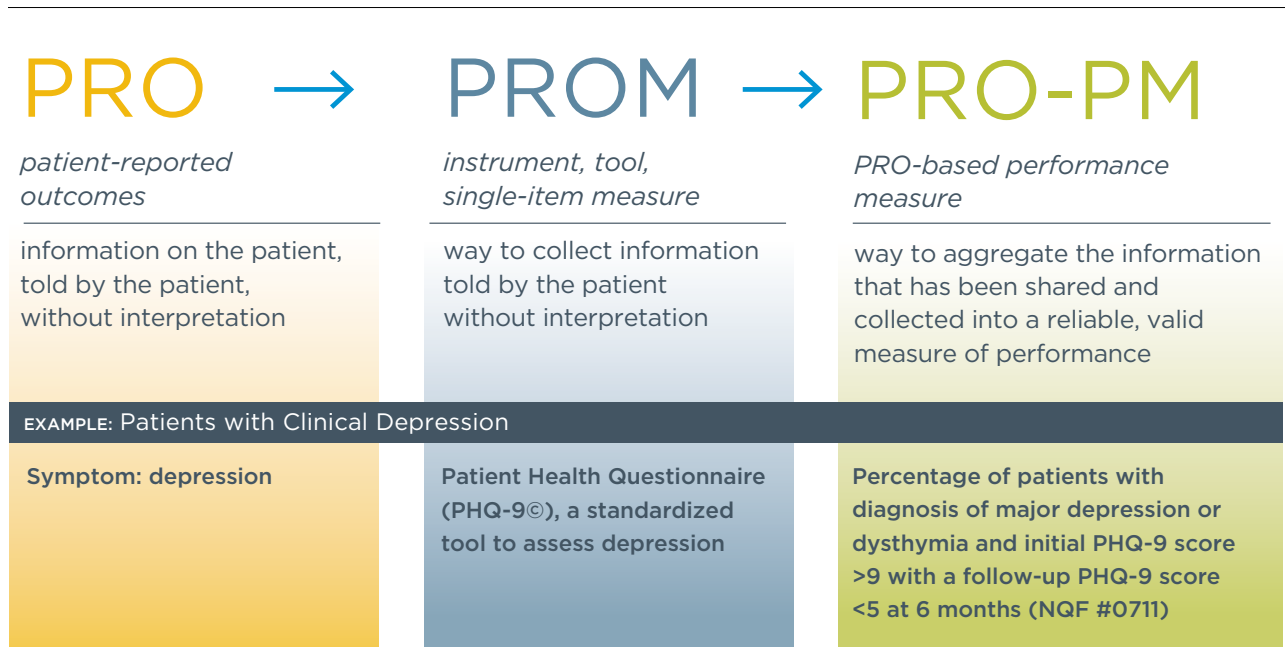 PRO → PROM → PRO-PM
patient-reported
outcomes
instrument, tool,
single-item measure
PRO-based performance
measure
information on the patient,
told by the patient,
without interpretation
way to collect information
told by the patient
without interpretation
way to aggregate the information
that has been shared and
collected into a reliable, valid
measure of performance
EXAMPLE: Patients with Clinical Depression
Symptom: depression
Patient Health Questionnaire
(PHQ-9©), a standardized
tool to assess depression
Percentage of patients with
diagnosis of major depression or
dysthymia and initial PHQ-9 score
>9 with a follow-up PHQ-9 score
<5 at 6 months (NQF #0711)